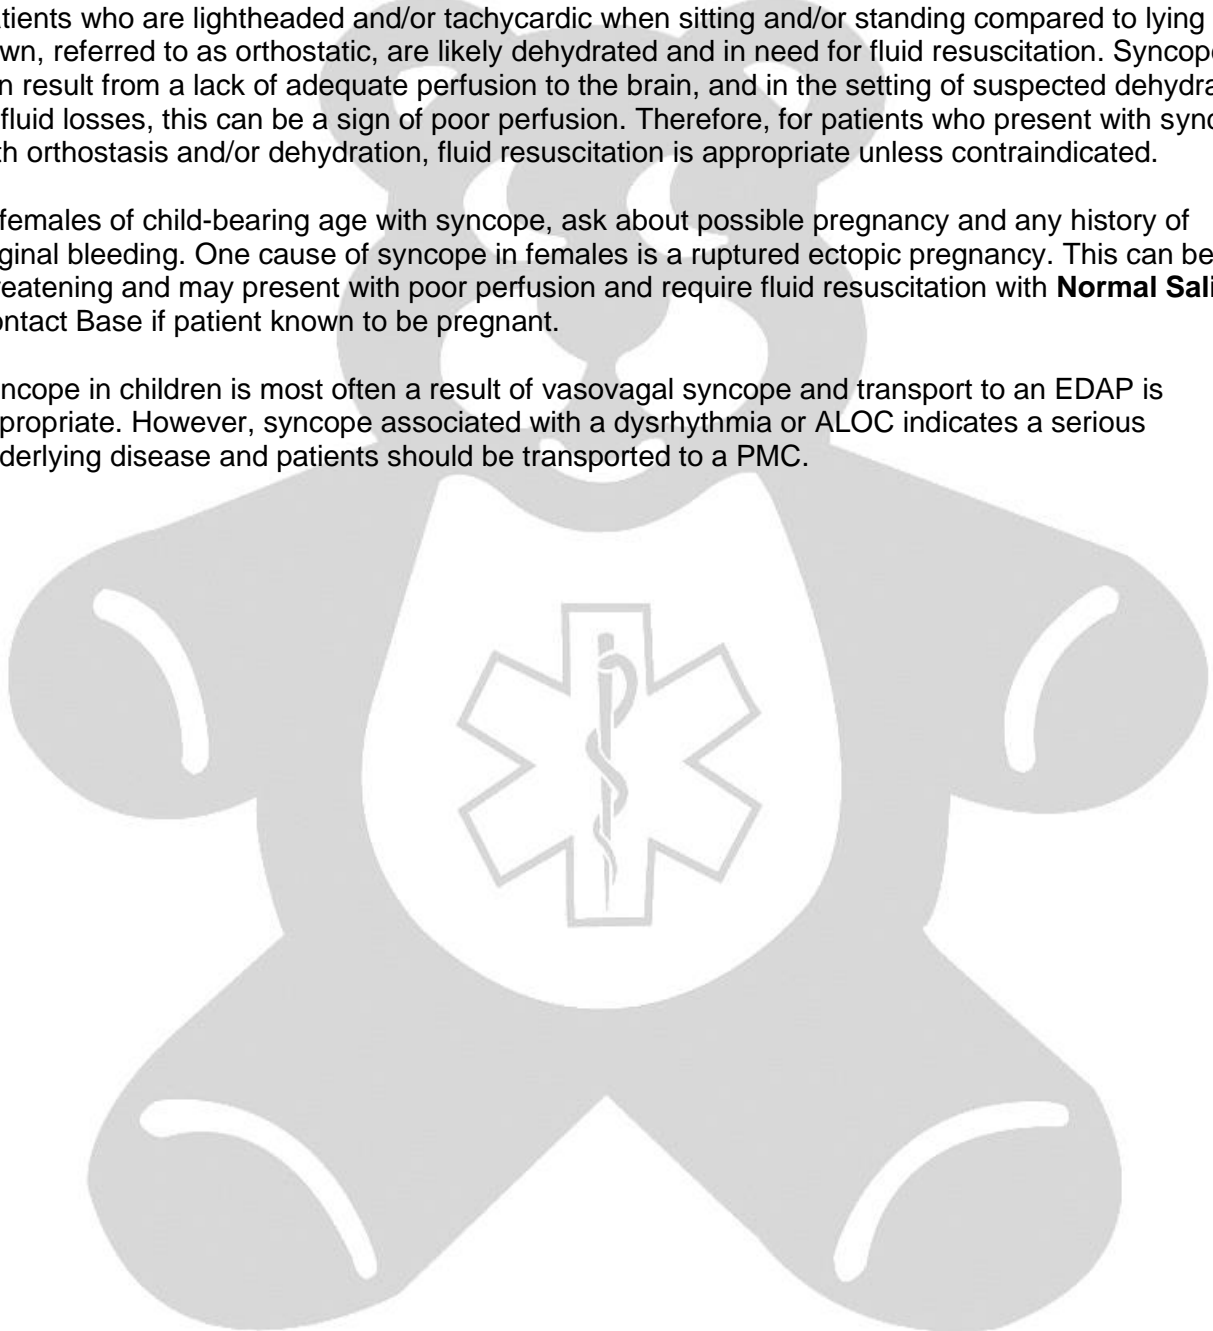 atients who are lightheaded and/or tachycardic when sitting and/or standing compared to lying
wn, referred to as orthostatic, are likely dehydrated and in need for fluid resuscitation. Syncope
n result from a lack of adequate perfusion to the brain, and in the setting of suspected dehydra
fluid losses, this can be a sign of poor perfusion. Therefore, for patients who present with sync
th orthostasis and/or dehydration, fluid resuscitation is appropriate unless contraindicated.
females of child-bearing age with syncope, ask about possible pregnancy and any history of
ginal bleeding. One cause of syncope in females is a ruptured ectopic pregnancy. This can be
reatening and may present with poor perfusion and require fluid resuscitation with Normal Sali
ontact Base if patient known to be pregnant.
ncope in children is most often a result of vasovagal syncope and transport to an EDAP is
propriate. However, syncope associated with a dysrhythmia or ALOC indicates a serious
derlying disease and patients should be transported to a PMC.